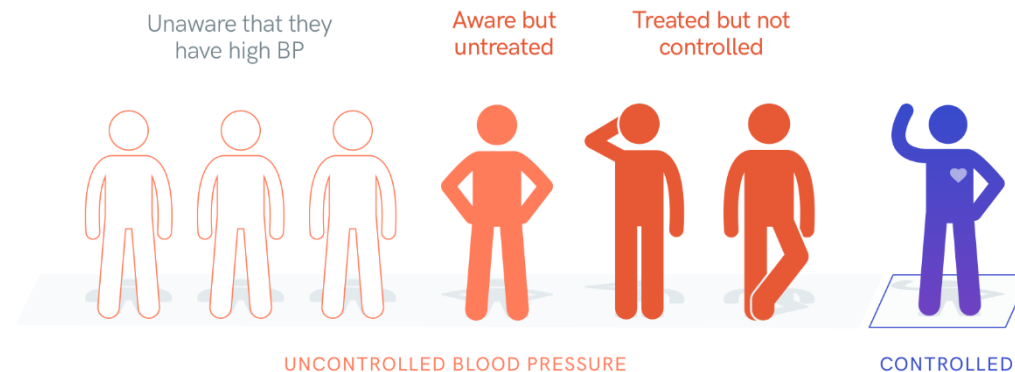 Unaware that they
have high BP
Aware but
untreated
Treated but not
controlled
UNCONTROLLED BLOOD PRESSURE
CONTROLLED